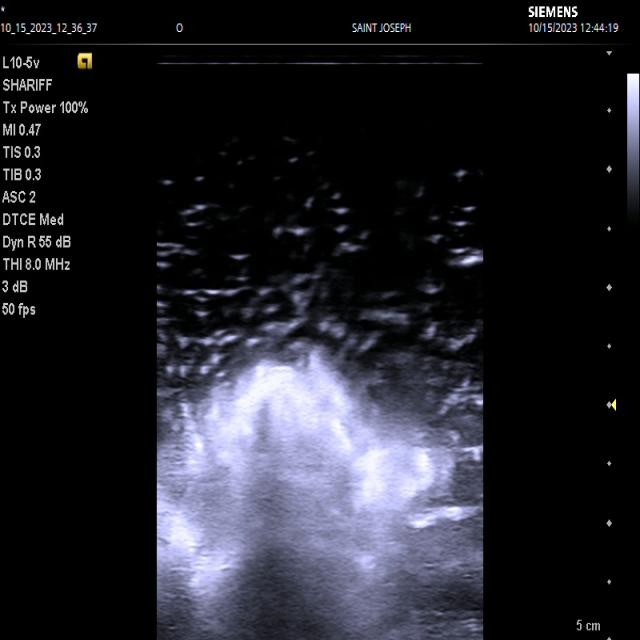 *
SIEMENS
10_15_2023_12_36_37
O
SAINT JOSEPH
10/15/2023 12:44:19
L10-5v
SHARIFF
Tx Power 100%
MI 0.47
TIS 0.3
TIB 0.3
ASC 2
DTCE Med
Dyn R 55 dB
THI 8.0 MHz
3 dB
50 fps
5 cm